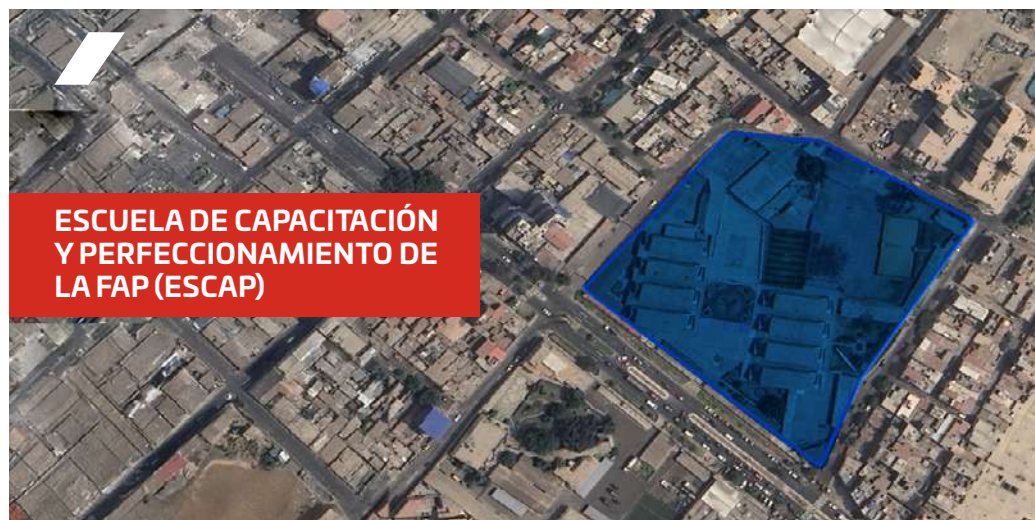 ESCUELA DE CAPACITACIÓN
Y PERFECCIONAMIENTO DE
LA FAP (ESCAP)